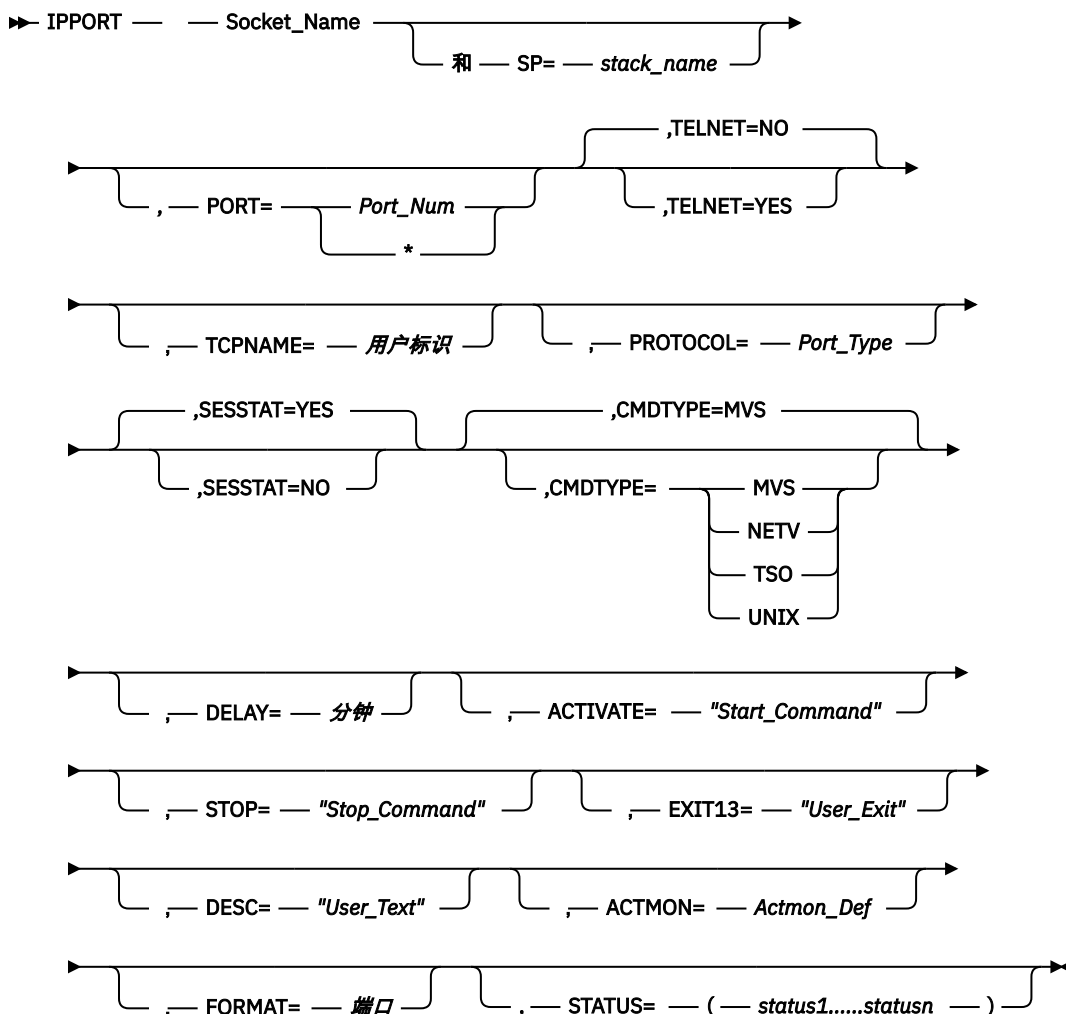 IPPORT Socket_Name
和 SP= stack_name
,TELNET=NO
, PORT= Port_Num
,TELNET=YES
*
, TCPNAME= 用户标识 , PROTOCOL= Port_Type
,SESSTAT=YES ,CMDTYPE=MVS
,SESSTAT=NO ,CMDTYPE= MVS
NETV
TSO
UNIX
, DELAY= 分钟 , ACTIVATE= "Start_Command"
, STOP= "Stop_Command" , EXIT13= "User_Exit"
, DESC= "User_Text" , ACTMON= Actmon_Def
, FORMAT= 端口 , STATUS= ( status1,.....statusn )